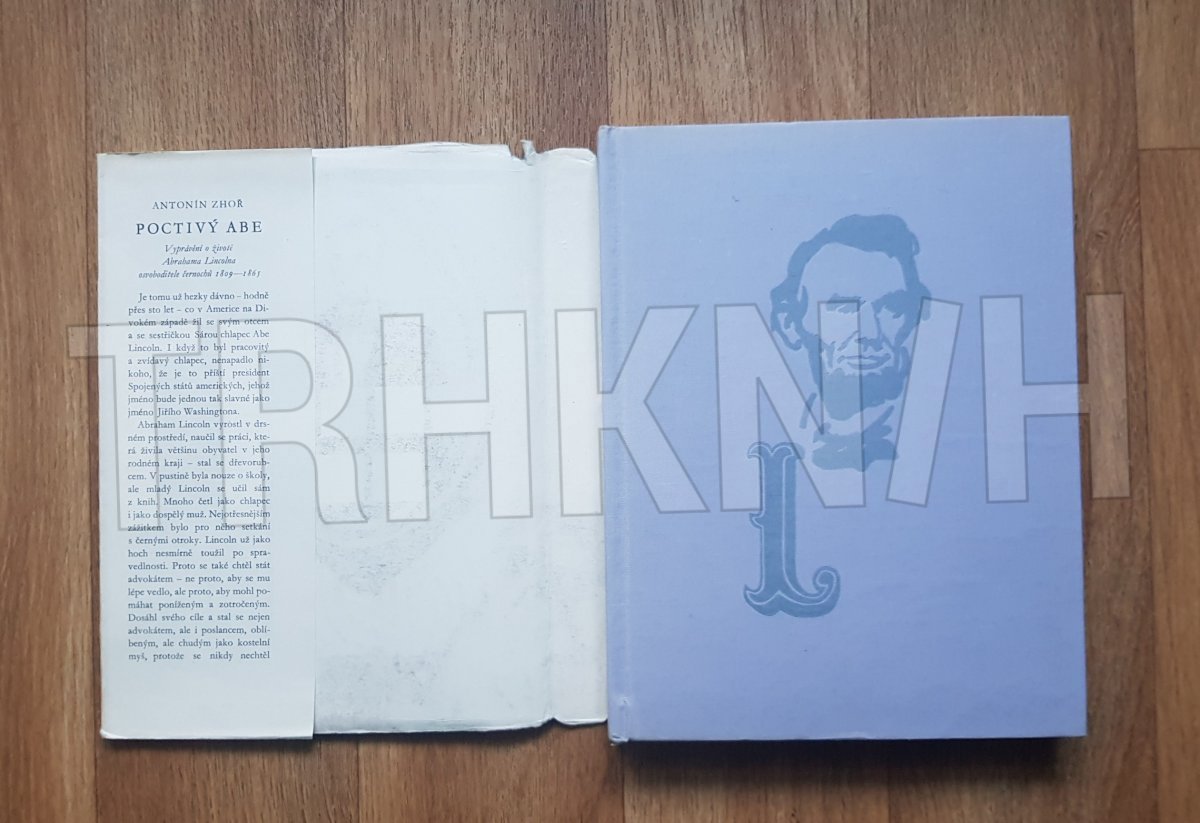 ANTONÍN ZHOŘ
POCTIVÝ ABE
Vyprávění o životě
Abrahama Lincolna
osvoboditele černochů 1809—1865
Je tomu už hezky dávno – hodně
přes sto let – co v Americe na Di-
vokém západě žil se svým otcem
a se sestřičkou Sárou chlapec Abe
Lincoln. I když to byl pracovitý
a zvídavý chlapec, nenapadlo ni-
koho, že je to příští president
Spojených států amerických, jehož
jméno bude jednou tak slavné jako
jméno Jiřího Washingtona.
Abraham Lincoln vyrostl v drs-
ném prostředí, naučil se práci, kte-
rá živila většinu obyvatel v jeho
rodném kraji – stal se dřevorub-
cem. V pustině byla nouze o školy,
ale mladý Lincoln se učil sám
z knih. Mnoho četl jako chlapec
i jako dospělý muž. Nejotřesnějším
zážitkem bylo pro něho setkání
s černými otroky. Lincoln už jako
hoch nesmírně toužil po spra-
vedlnosti. Proto se také chtěl stát
advokátem – ne proto, aby se mu
lépe vedlo, ale proto, aby mohl po-
máhat poníženým a zotročeným.
Dosáhl svého cíle a stal se nejen
advokátem, ale i poslancem, oblí-
beným, ale chudým jako kostelní
myš, protože se nikdy nechtěl
L
TRHKNIH